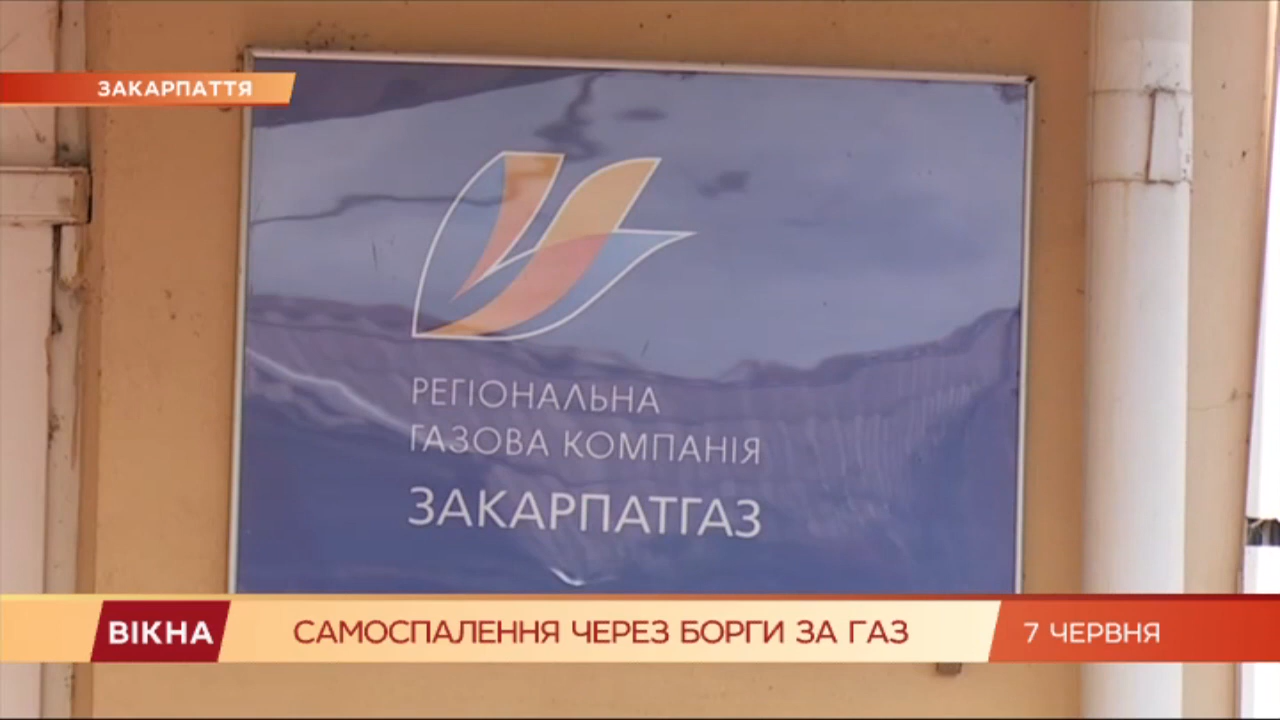 ЗАКАРПАТТЯ
РЕГІОНАЛЬНА
ГАЗОВА КОМПАНІЯ
ЗАКАРПАТГАЗ
ВІКНА
САМОСПАЛЕННЯ ЧЕРЕЗ БОРГИ ЗА ГАЗ
7 ЧЕРВНЯ